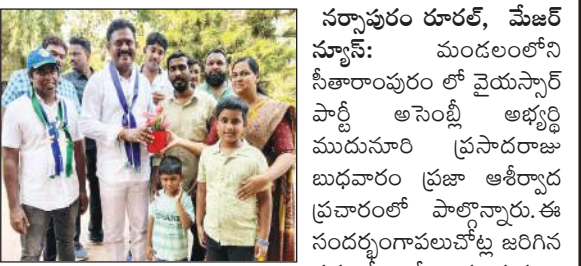 నర్సాపురం రూరల్, మేజర్
న్యూస్: మండలంలోని
సీతారాంపురం లో వైయస్సార్
పార్టీ అసెంబ్లీ అభ్యర్థి
ముదునూరి ప్రసాదరాజు
బుధవారం ప్రజా ఆశీర్వాద
ప్రచారంలో పాల్గొన్నారు.ఈ
సందర్భంగాపలుచోట్ల జరిగిన